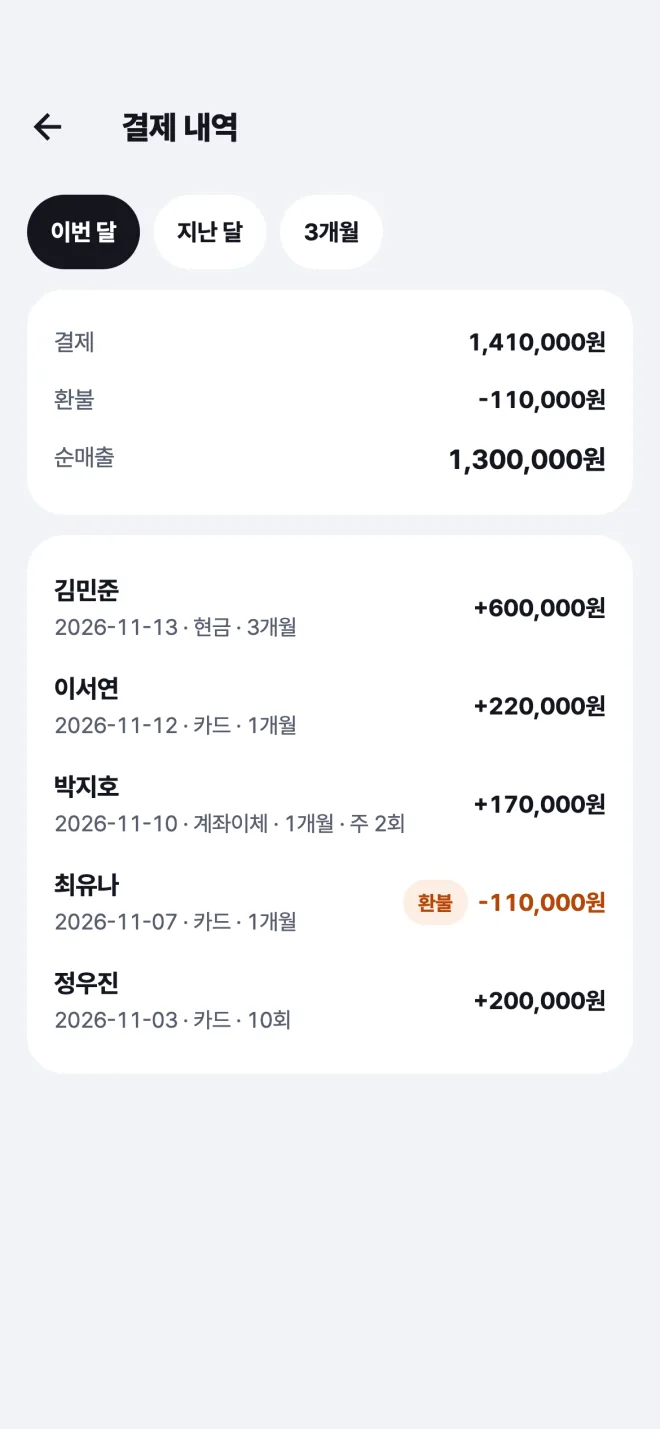 결제 내역
이번 달 지난 달 3개월
결제 1,410,000원
환불 -110,000원
순매출 1,300,000원
김민준
2026-11-13 · 현금 · 3개월 +600,000원
이서연
2026-11-12 · 카드 · 1개월 +220,000원
박지호
2026-11-10 · 계좌이체 · 1개월 · 주 2회 +170,000원
최유나
2026-11-07 · 카드 · 1개월 환불 -110,000원
정우진
2026-11-03 · 카드 · 10회 +200,000원